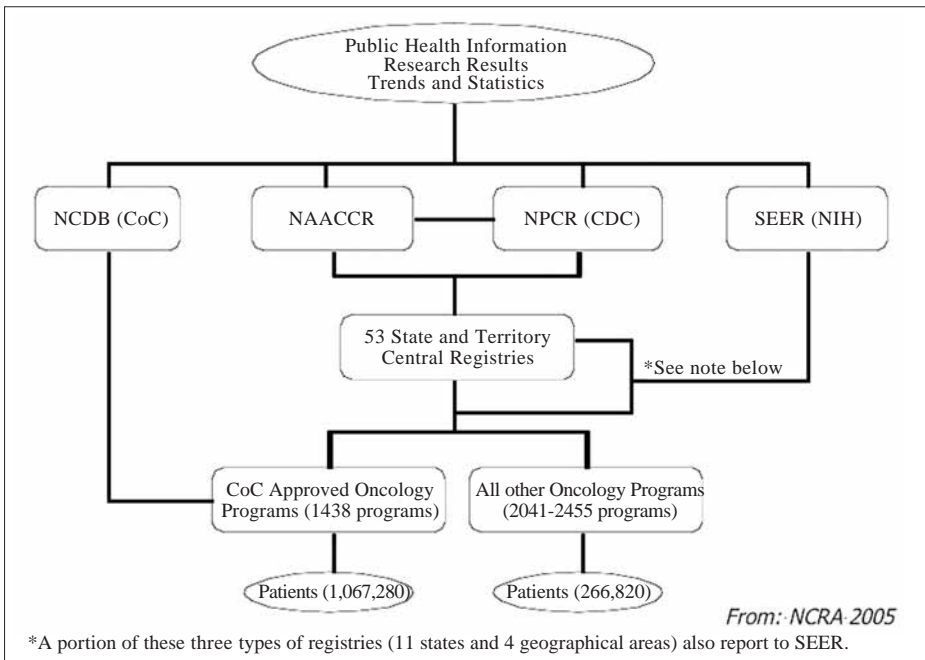 Public Health Information
Research Results
Trends and Statistics
NCDB (CoC)
NAACCR
NPCR (CDC)
SEER (NIH)
53 State and Territory
Central Registries
*See note below
CoC Approved Oncology
Programs (1438 programs)
All other Oncology Programs
(2041-2455 programs)
Patients (1,067,280)
Patients (266,820)
From: NCRA 2005
*A portion of these three types of registries (11 states and 4 geographical areas) also report to SEER.